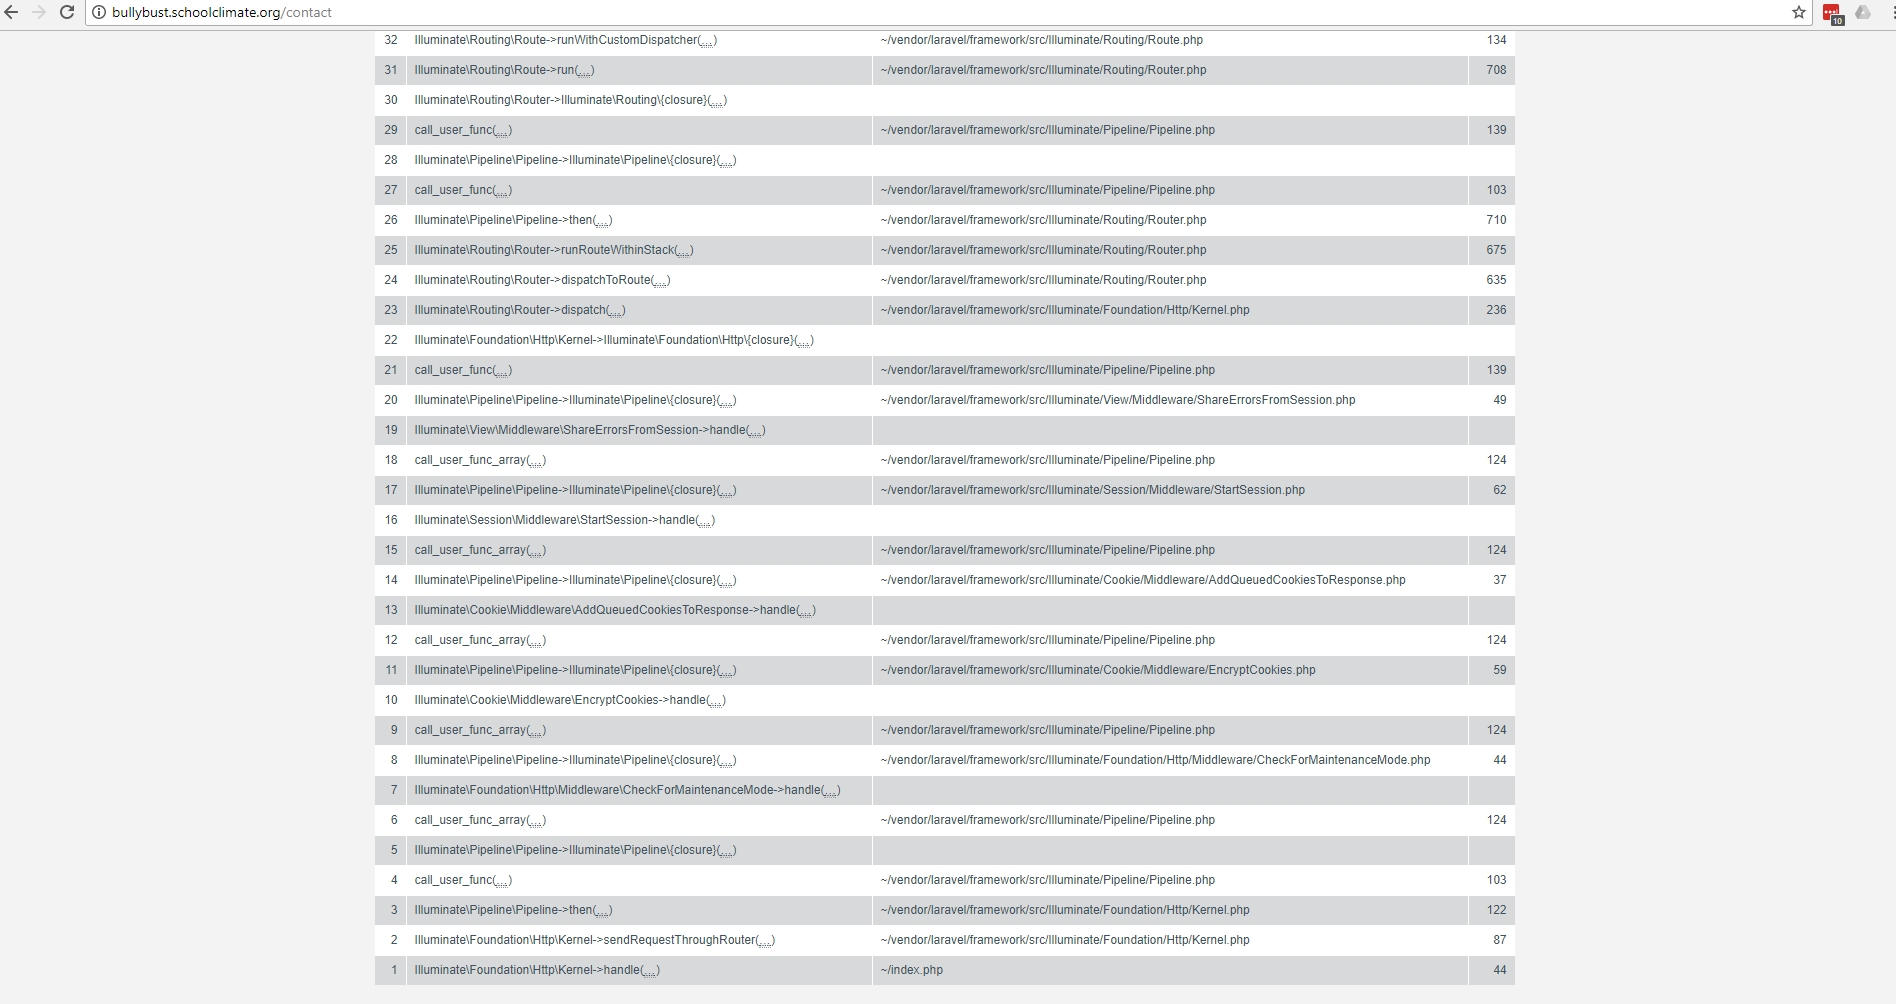 bullybust.schoolclimate.org/contact
10
32 Illuminate\Routing\Route->runWithCustomDispatcher(...) ~/vendor/laravel/framework/src/Illuminate/Routing/Route.php 134
31 Illuminate\Routing\Route->run(...) ~/vendor/laravel/framework/src/Illuminate/Routing/Router.php 708
30 Illuminate\Routing\Router->Illuminate\Routing\{closure}(...)
29 call_user_func(...) ~/vendor/laravel/framework/src/Illuminate/Pipeline/Pipeline.php 139
28 Illuminate\Pipeline\Pipeline->Illuminate\Pipeline\{closure}(...)
27 call_user_func(...) ~/vendor/laravel/framework/src/Illuminate/Pipeline/Pipeline.php 103
26 Illuminate\Pipeline\Pipeline->then(...) ~/vendor/laravel/framework/src/Illuminate/Routing/Router.php 710
25 Illuminate\Routing\Router->runRouteWithinStack(...) ~/vendor/laravel/framework/src/Illuminate/Routing/Router.php 675
24 Illuminate\Routing\Router->dispatchToRoute(...) ~/vendor/laravel/framework/src/Illuminate/Routing/Router.php 635
23 Illuminate\Routing\Router->dispatch(...) ~/vendor/laravel/framework/src/Illuminate/Foundation/Http/Kernel.php 236
22 Illuminate\Foundation\Http\Kernel->Illuminate\Foundation\Http\{closure}(...)
21 call_user_func(...) ~/vendor/laravel/framework/src/Illuminate/Pipeline/Pipeline.php 139
20 Illuminate\Pipeline\Pipeline->Illuminate\Pipeline\{closure}(...) ~/vendor/laravel/framework/src/Illuminate/View/Middleware/ShareErrorsFromSession.php 49
19 Illuminate\View\Middleware\ShareErrorsFromSession->handle(...)
18 call_user_func_array(...) ~/vendor/laravel/framework/src/Illuminate/Pipeline/Pipeline.php 124
17 Illuminate\Pipeline\Pipeline->Illuminate\Pipeline\{closure}(...) ~/vendor/laravel/framework/src/Illuminate/Session/Middleware/StartSession.php 62
16 Illuminate\Session\Middleware\StartSession->handle(...)
15 call_user_func_array(...) ~/vendor/laravel/framework/src/Illuminate/Pipeline/Pipeline.php 124
14 Illuminate\Pipeline\Pipeline->Illuminate\Pipeline\{closure}(...) ~/vendor/laravel/framework/src/Illuminate/Cookie/Middleware/AddQueuedCookiesToResponse.php 37
13 Illuminate\Cookie\Middleware\AddQueuedCookiesToResponse->handle(...)
12 call_user_func_array(...) ~/vendor/laravel/framework/src/Illuminate/Pipeline/Pipeline.php 124
11 Illuminate\Pipeline\Pipeline->Illuminate\Pipeline\{closure}(...) ~/vendor/laravel/framework/src/Illuminate/Cookie/Middleware/EncryptCookies.php 59
10 Illuminate\Cookie\Middleware\EncryptCookies->handle(...)
9 call_user_func_array(...) ~/vendor/laravel/framework/src/Illuminate/Pipeline/Pipeline.php 124
8 Illuminate\Pipeline\Pipeline->Illuminate\Pipeline\{closure}(...) ~/vendor/laravel/framework/src/Illuminate/Foundation/Http/Middleware/CheckForMaintenanceMode.php 44
7 Illuminate\Foundation\Http\Middleware\CheckForMaintenanceMode->handle(...)
6 call_user_func_array(...) ~/vendor/laravel/framework/src/Illuminate/Pipeline/Pipeline.php 124
5 Illuminate\Pipeline\Pipeline->Illuminate\Pipeline\{closure}(...)
4 call_user_func(...) ~/vendor/laravel/framework/src/Illuminate/Pipeline/Pipeline.php 103
3 Illuminate\Pipeline\Pipeline->then(...) ~/vendor/laravel/framework/src/Illuminate/Foundation/Http/Kernel.php 122
2 Illuminate\Foundation\Http\Kernel->sendRequestThroughRouter(...) ~/vendor/laravel/framework/src/Illuminate/Foundation/Http/Kernel.php 87
1 Illuminate\Foundation\Http\Kernel->handle(...) ~/index.php 44